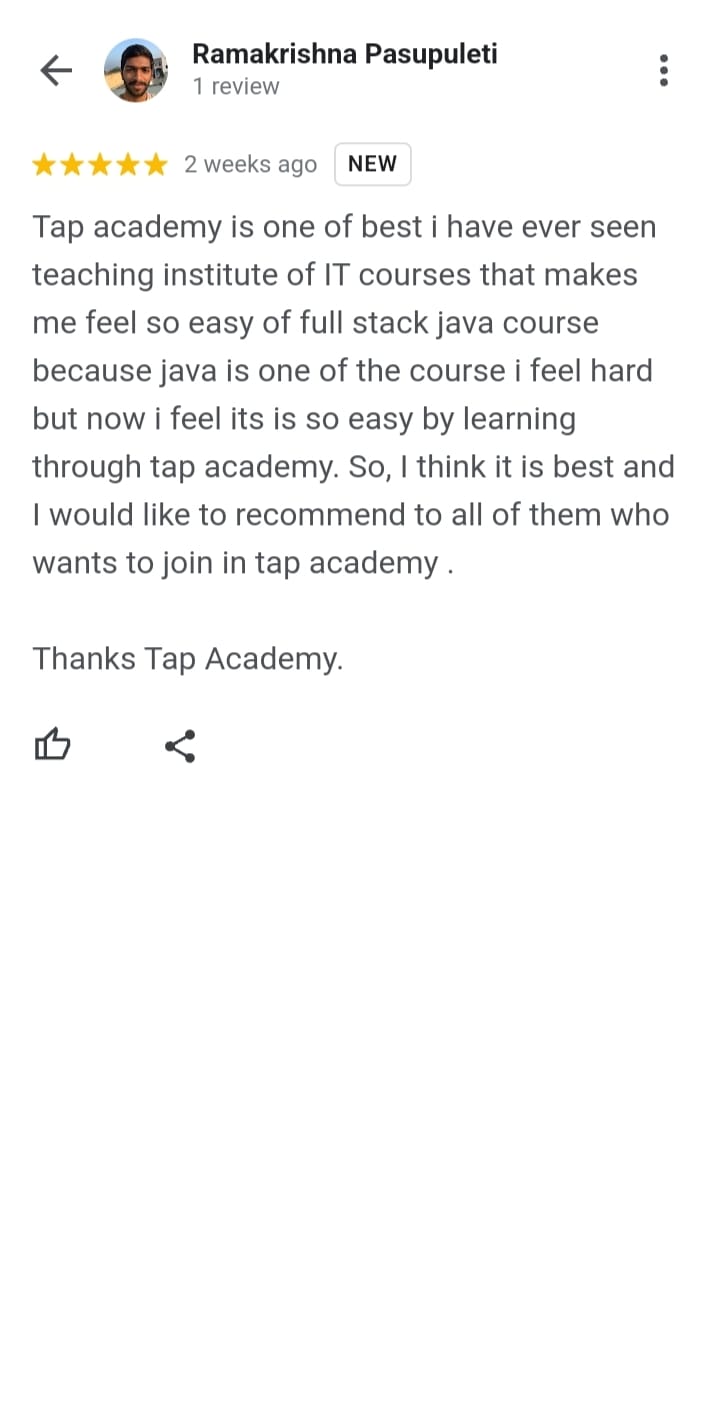 Ramakrishna Pasupuleti
1 review
2 weeks ago NEW
Tap academy is one of best i have ever seen
teaching institute of IT courses that makes
me feel so easy of full stack java course
because java is one of the course i feel hard
but now i feel its is so easy by learning
through tap academy. So, I think it is best and
I would like to recommend to all of them who
wants to join in tap academy .
Thanks Tap Academy.